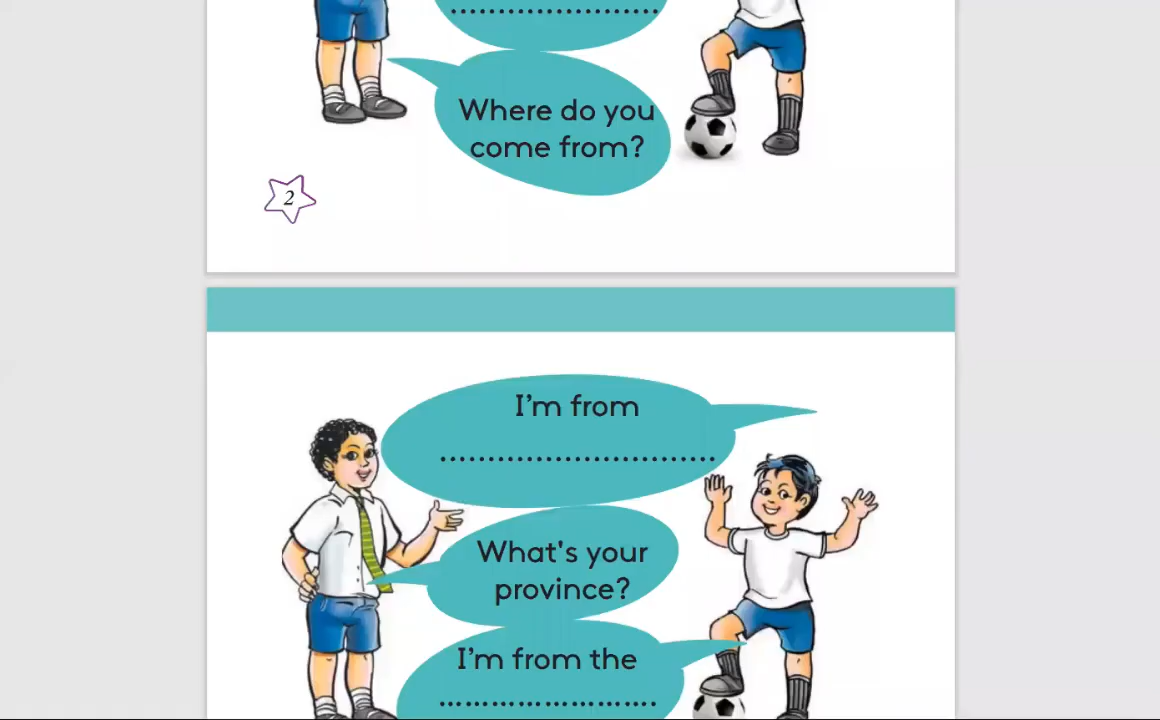 ........................
Where do you
come from?
2
I'm from
.............................
What's your
province?
I'm from the
..........................